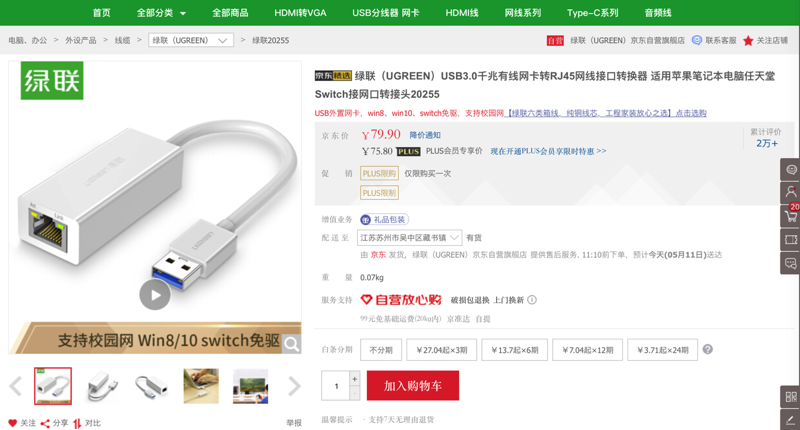 首页 全部分类 全部商品 HDMI转VGA USB分线器 网卡 HDMI线 网线系列 Type-C系列 音频线
电脑、办公 > 外设产品 > 线缆 > 绿联（UGREEN） > 绿联20255
自营 绿联（UGREEN）京东自营旗舰店 联系客服 关注店铺
绿联
支持校园网 Win8/10 switch免驱
关注 分享 对比 举报
京东精选 绿联（UGREEN）USB3.0千兆有线网卡转RJ45网线接口转换器 适用苹果笔记本电脑任天堂
Switch接网口转接头20255
USB外置网卡，win8、win10、switch免驱，支持校园网【绿联六类箱线，纯铜线芯，工程家装放心之选】点击选购
京东价 ￥79.90 降价通知
累计评价
2万+
￥75.80 PLUS PLUS会员专享价 现在开通PLUS会员享限时特惠 >>
促销 PLUS限购 仅限购买一次
PLUS限制
增值业务 礼品包装
配送至 江苏苏州市吴中区藏书镇 有货
由 京东 发货，绿联（UGREEN）京东自营旗舰店 提供售后服务. 11:10前下单，预计今天(05月11日)送达
重量 0.07kg
服务支持 自营放心购 破损包退换 上门换新
99元免基础运费(20kg内) 京准达 自提
白条分期 不分期 ￥27.04起×3期 ￥13.7起×6期 ￥7.04起×12期 ￥3.71起×24期
1 + - 加入购物车
温馨提示 · 支持7天无理由退货
20